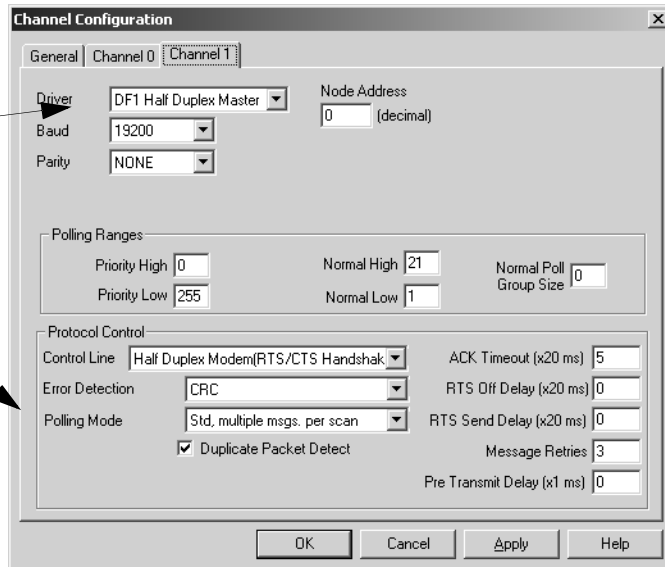 Channel Configuration
General Channel 0 Channel 1
Driver DF1 Half Duplex Master Node Address
0 (decimal)
Baud 19200
Parity NONE
Polling Ranges
Priority High 0 Normal High 21 Normal Poll Group Size 0
Priority Low 255 Normal Low 1
Protocol Control
Control Line Half Duplex Modem(RTS/CTS Handshak ACK Timeout (x20 ms) 5
Error Detection CRC RTS Off Delay (x20 ms) 0
Polling Mode Std, multiple msgs. per scan RTS Send Delay (x20 ms) 0
Duplicate Packet Detect Message Retries 3
Pre Transmit Delay (x1 ms) 0
OK Cancel Apply Help